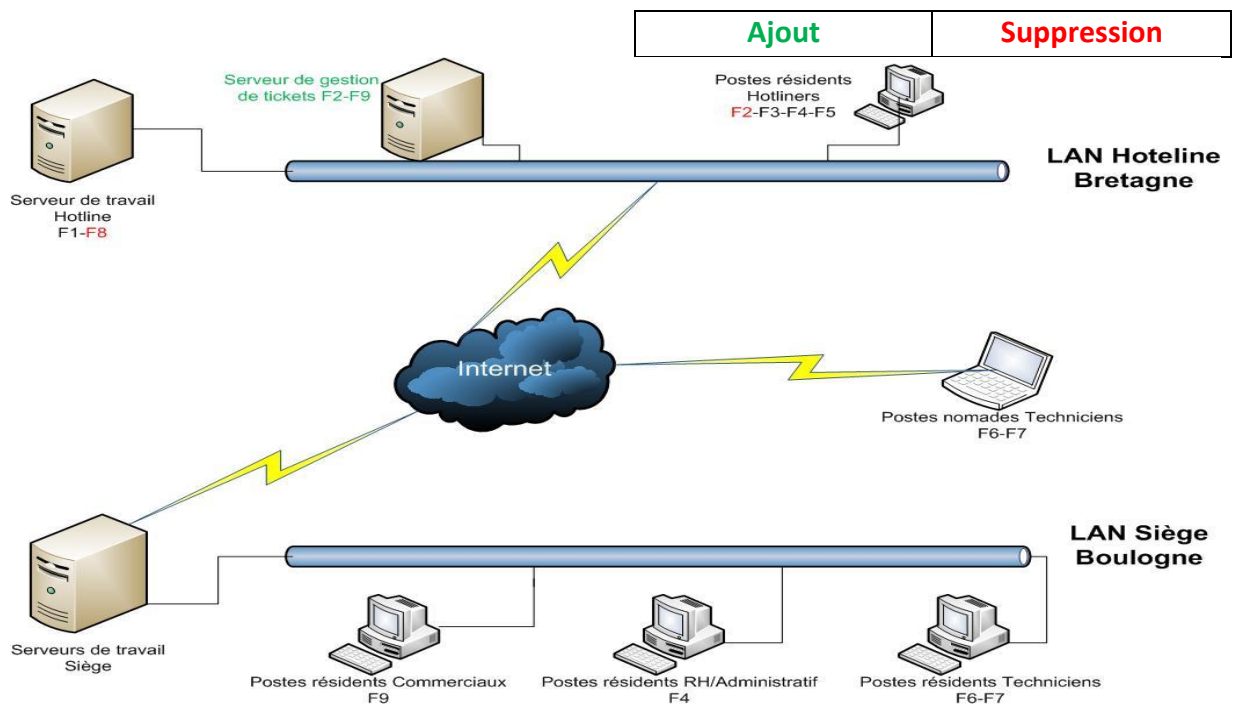 Ajout
Suppression
Serveur de gestion
de tickets F2-F9
Postes résidents
Hotliners
F2-F3-F4-F5
LAN Hoteline
Bretagne
Serveur de travail
Hotline
F1-F8
Internet
Postes nomades Techniciens
F6-F7
LAN Siège
Boulogne
Serveurs de travail
Siège
Postes résidents Commerciaux
F9
Postes résidents RH/Administratif
F4
Postes résidents Techniciens
F6-F7